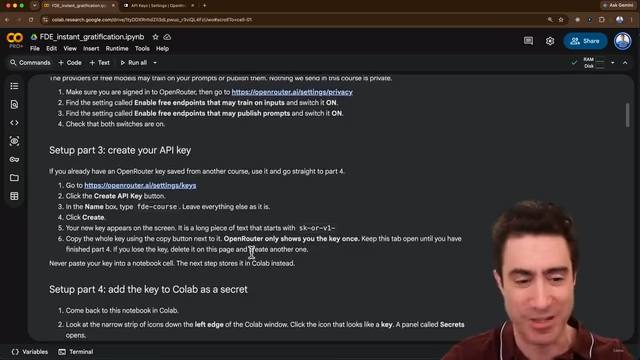 FDE_instant_gratification.ipynb
API Keys | Settings | OpenRou
Ask Gemini
colab.research.google.com/drive/
FDE_instant_gratification.ipynb
File Edit View Insert Runtime Tools Help
Share
PRO+
Commands + Code + Text Run all
RAM
Disk
The providers of free models may train on your prompts or publish them. Nothing we send in this course is private.
1. Make sure you are signed in to OpenRouter, then go to https://openrouter.ai/settings/privacy
2. Find the setting called Enable free endpoints that may train on inputs and switch it ON.
3. Find the setting called Enable free endpoints that may publish prompts and switch it ON.
4. Check that both switches are on.
Setup part 3: create your API key
If you already have an OpenRouter key saved from another course, use it and go straight to part 4.
1. Go to https://openrouter.ai/settings/keys
2. Click the Create API Key button.
3. In the Name box, type fde-course. Leave everything else as it is.
4. Click Create.
5. Your new key appears on the screen. It is a long piece of text that starts with sk-or-v1-
6. Copy the whole key using the copy button next to it. OpenRouter only shows you the key once. Keep this tab open until you have
finished part 4. If you lose the key, delete it on this page and create another one.
Never paste your key into a notebook cell. The next step stores it in Colab instead.
Setup part 4: add the key to Colab as a secret
1. Come back to this notebook in Colab.
2. Look at the narrow strip of icons down the left edge of the Colab window. Click the icon that looks like a key. A panel called Secrets
opens.
Variables Terminal